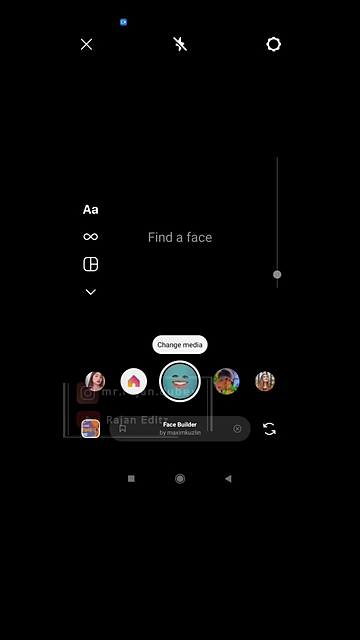 Aa
Find a face
Change media
Rajan Editz
Face Builder
by maximkuzlin